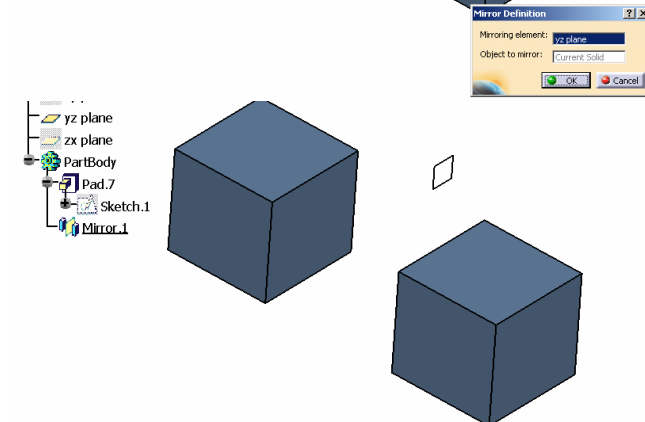 Mirror Definition
Mirroring element: yz plane
Object to mirror: Current Solid
OK Cancel
yz plane
zx plane
PartBody
Pad.7
Sketch.1
Mirror.1